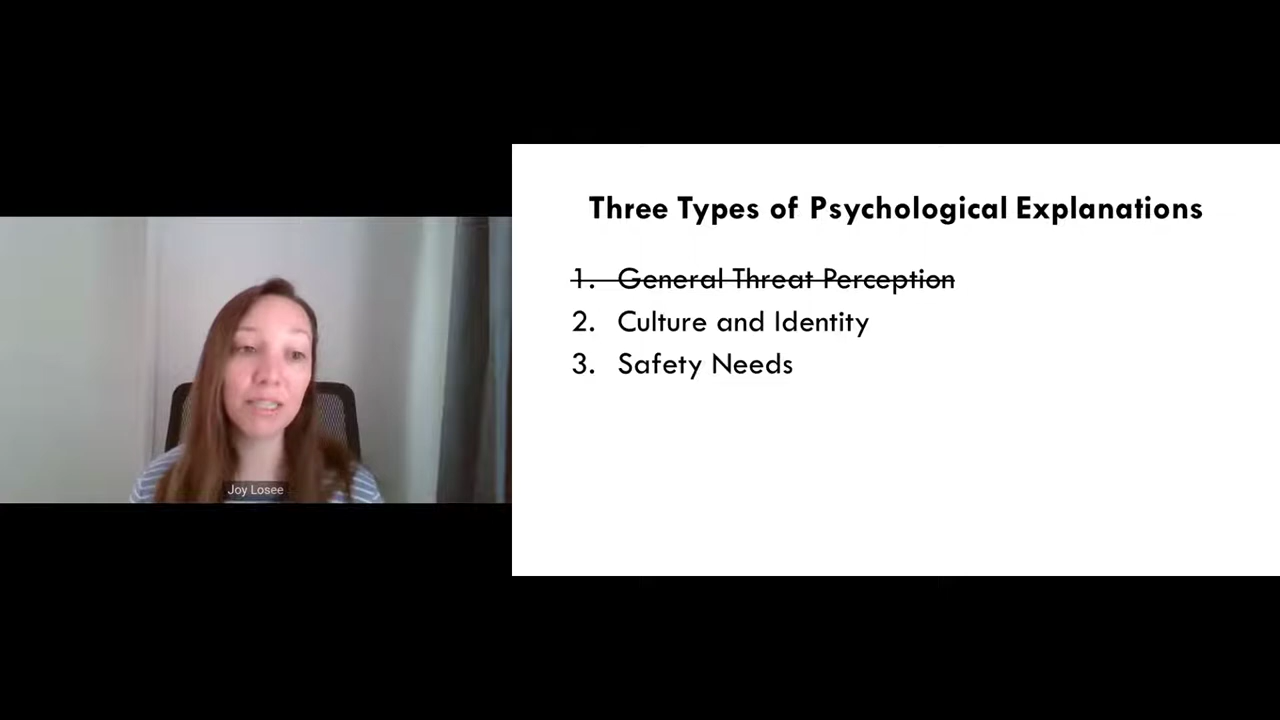 Three Types of Psychological Explanations
1. General Threat Perception
2. Culture and Identity
3. Safety Needs
Joy Losee